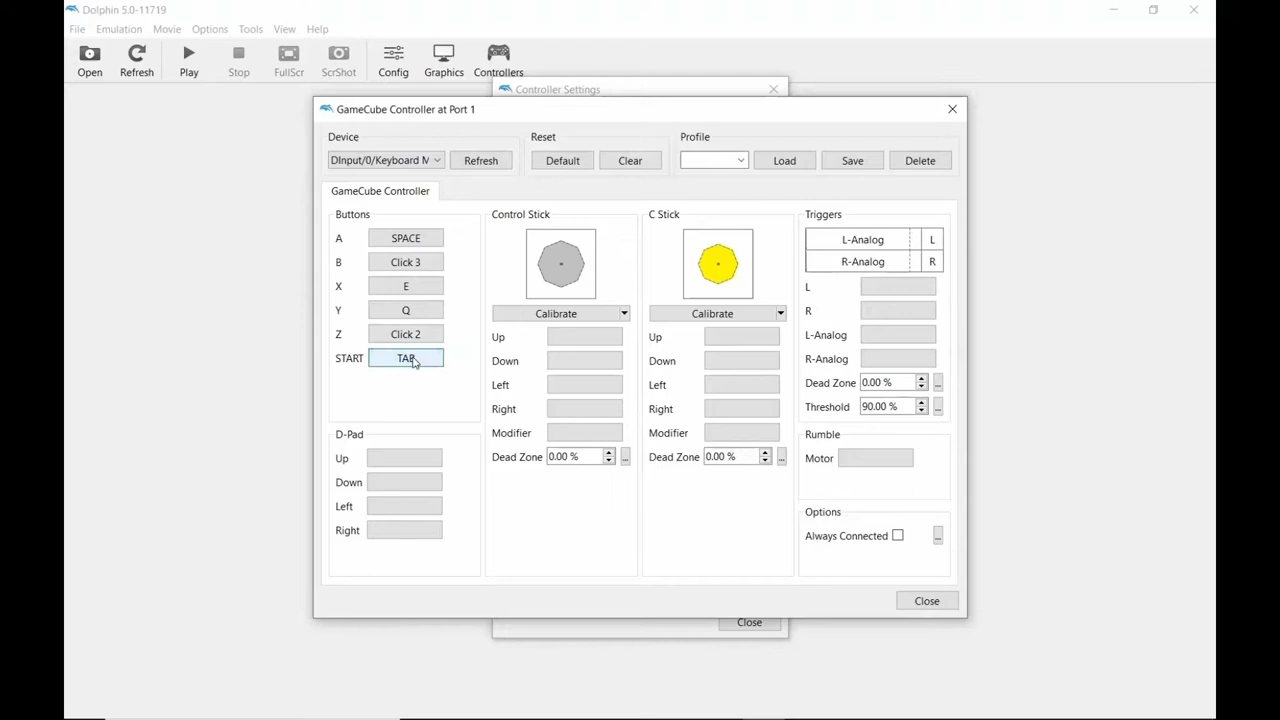 Dolphin 5.0-11719
File Emulation Movie Options Tools View Help
Open Refresh Play Stop FullScr ScrShot Config Graphics Controllers
Controller Settings
GameCube Controller at Port 1
Device Reset Profile
DInput/0/Keyboard M Refresh Default Clear Load Save Delete
GameCube Controller
Buttons
A SPACE
B Click 3
X E
Y Q
Z Click 2
START TAB
D-Pad
Up
Down
Left
Right
Control Stick
Calibrate
Up
Down
Left
Right
Modifier
Dead Zone 0.00 % ...
C Stick
Calibrate
Up
Down
Left
Right
Modifier
Dead Zone 0.00 % ...
Triggers
L-Analog L
R-Analog R
L
R
L-Analog
R-Analog
Dead Zone 0.00 % ...
Threshold 90.00 % ...
Rumble
Motor
Options
Always Connected ...
Close
Close